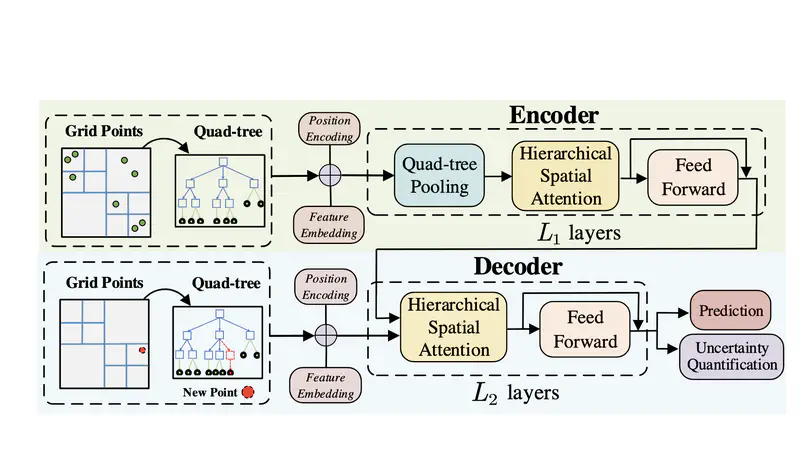 Encoder
Grid Points
Quad-tree
Position
Encoding
Feature
Embedding
Quad-tree
Pooling
Hierarchical
Spatial
Attention
Feed
Forward
L1 layers
Decoder
Grid Points
Quad-tree
New Point
Position
Encoding
Feature
Embedding
Hierarchical
Spatial
Attention
Feed
Forward
L2 layers
Prediction
Uncertainty
Quantification